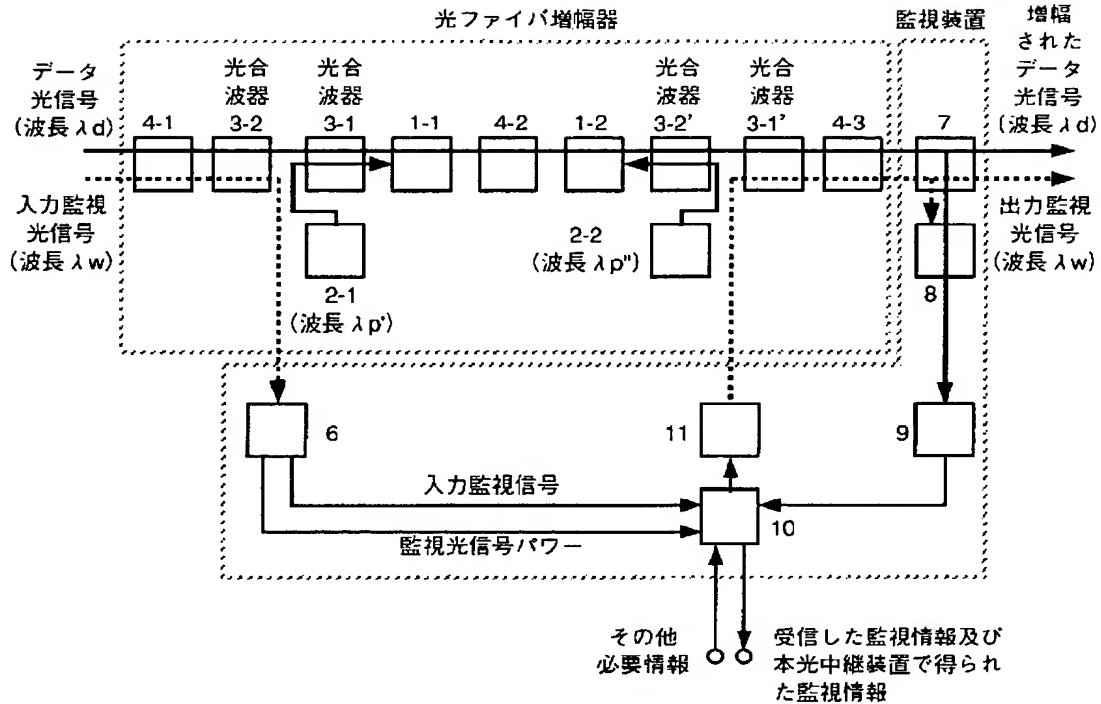 光ファイバ増幅器
監視装置
増幅
された
データ
光信号
(波長 λd)
データ
光信号
(波長 λd)
光合
波器
光合
波器
光合
波器
光合
波器
4-1
3-2
3-1
1-1
4-2
1-2
3-2'
3-1'
4-3
7
入力監視
光信号
(波長 λw)
2-1
(波長 λp')
2-2
(波長 λp")
8
出力監視
光信号
(波長 λw)
6
11
9
入力監視信号
監視光信号パワー
10
その他
必要情報
受信した監視情報及び
本光中継装置で得られ
た監視情報